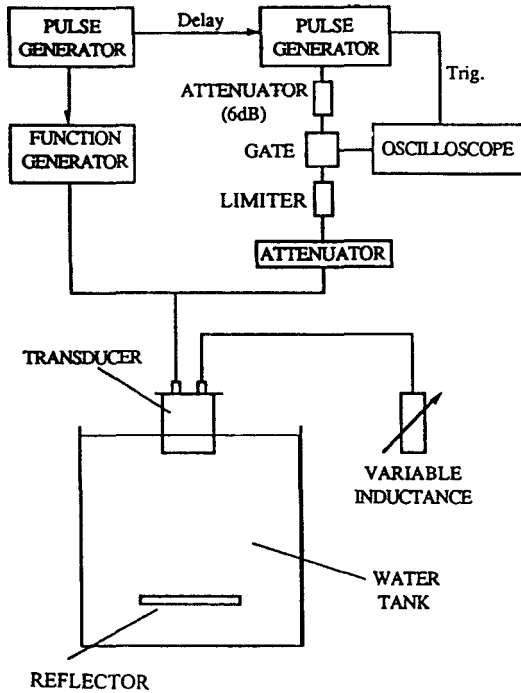 PULSE
GENERATOR
Delay
PULSE
GENERATOR
Trig.
ATTENUATOR
(6dB)
FUNCTION
GENERATOR
GATE
OSCILLOSCOPE
LIMITER
ATTENUATOR
TRANSDUCER
VARIABLE
INDUCTANCE
WATER
TANK
REFLECTOR